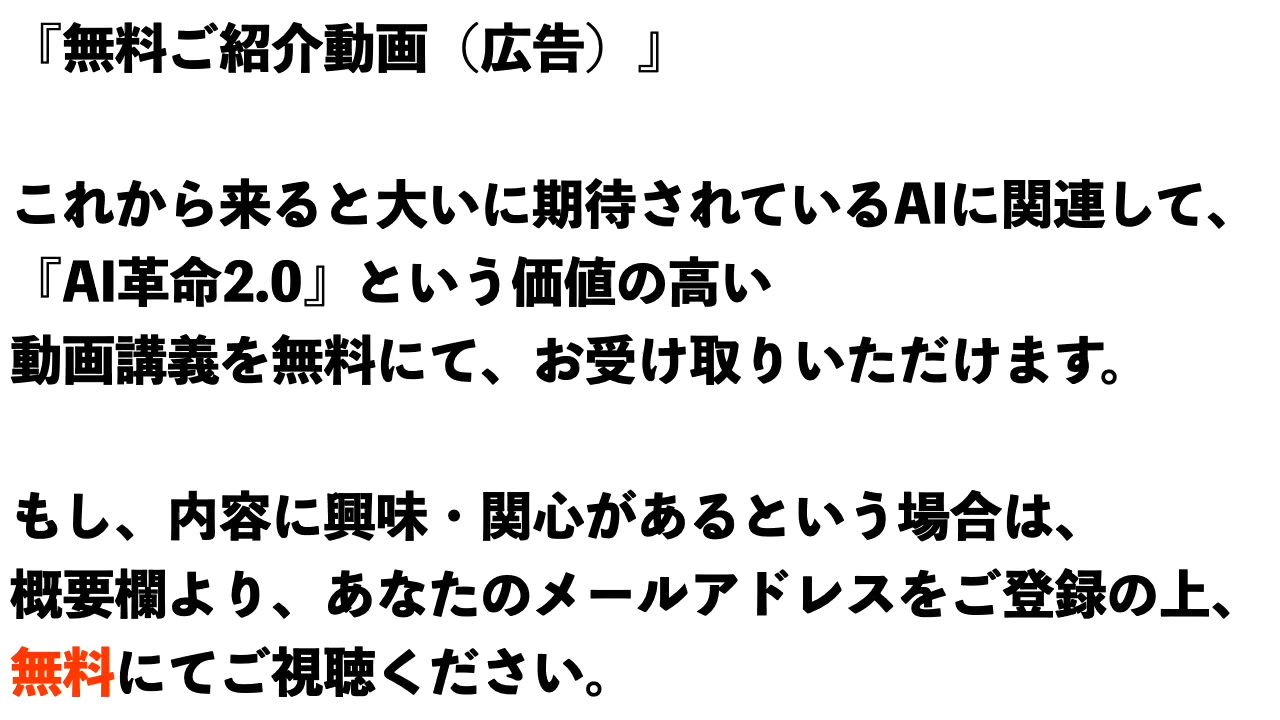 『無料ご紹介動画（広告）』
これから来ると大いに期待されているAIに関連して、
『AI革命2.0』という価値の高い
動画講義を無料にて、お受け取りいただけます。
もし、内容に興味・関心があるという場合は、
概要欄より、あなたのメールアドレスをご登録の上、
無料にてご視聴ください。